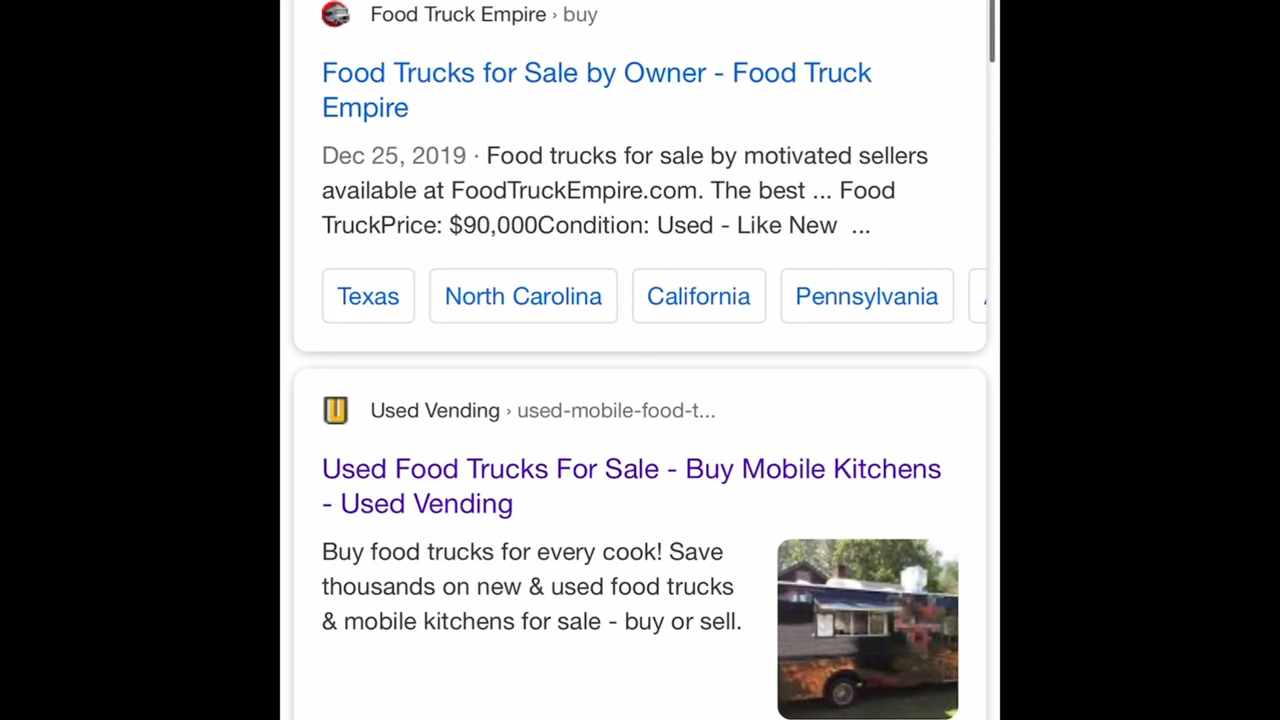 Food Truck Empire › buy
Food Trucks for Sale by Owner - Food Truck
Empire
Dec 25, 2019 · Food trucks for sale by motivated sellers
available at FoodTruckEmpire.com. The best ... Food
TruckPrice: $90,000Condition: Used - Like New ...
Texas North Carolina California Pennsylvania
Used Vending › used-mobile-food-t...
Used Food Trucks For Sale - Buy Mobile Kitchens
- Used Vending
Buy food trucks for every cook! Save
thousands on new & used food trucks
& mobile kitchens for sale - buy or sell.